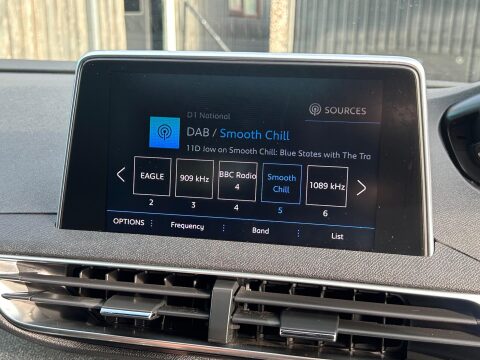 D1 National
SOURCES
DAB / Smooth Chill
11D Now on Smooth Chill: Blue States with The Tra
EAGLE
909 kHz
BBC Radio
4
Smooth
Chill
1089 kHz
2
3
4
5
6
OPTIONS
Frequency
Band
List